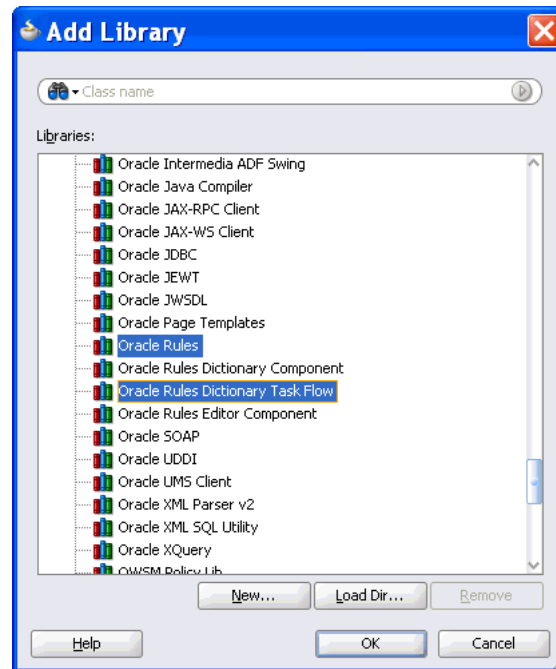 Add Library
Class name
Libraries:
Oracle Intermedia ADF Swing
Oracle Java Compiler
Oracle JAX-RPC Client
Oracle JAX-WS Client
Oracle JDBC
Oracle JEWT
Oracle JWSDL
Oracle Page Templates
Oracle Rules
Oracle Rules Dictionary Component
Oracle Rules Dictionary Task Flow
Oracle Rules Editor Component
Oracle SOAP
Oracle UDDI
Oracle UMS Client
Oracle XML Parser v2
Oracle XML SQL Utility
Oracle XQuery
OWSM Policy Lib
New... Load Dir... Remove
Help OK Cancel